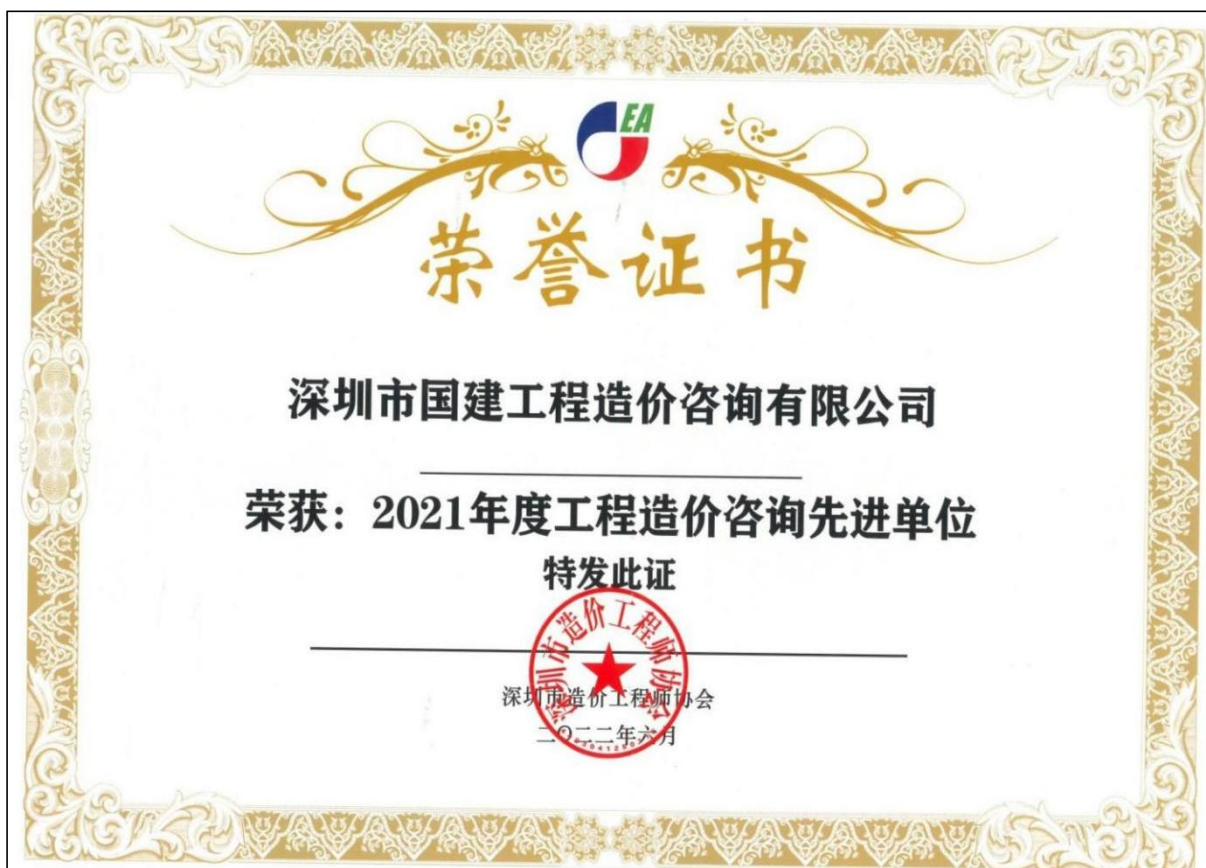 EA
荣誉证书
深圳市国建工程造价咨询有限公司
荣获：2021年度工程造价咨询先进单位
特发此证
深圳市造价工程师协会
深圳市造价工程师协会
二〇二二年六月